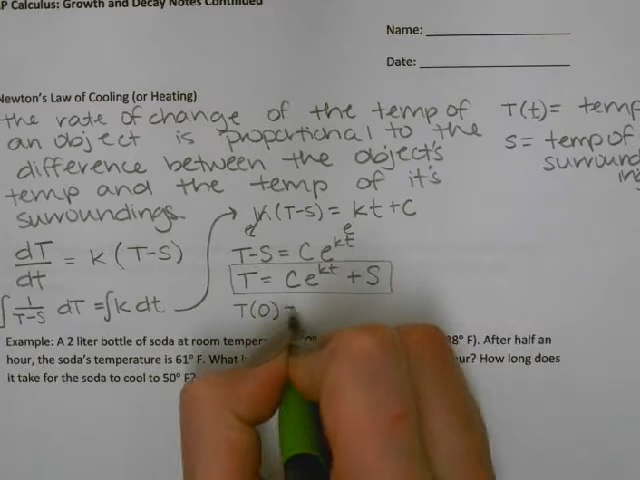 P Calculus: Growth and Decay Notes Continued
Name:
Date:
Newton's Law of Cooling (or Heating)
the rate of change of the temp of
an object is proportional to the
difference between the object's
temp and the temp of it's
surroundings.
T(t)= temp
S= temp of
surround
ing
dT/dt = k(T-S)
∫ 1/T-S dT = ∫k dt
(T-S) = kt + C
T-S = Ce^kt
T = Ce^kt + S
T(0) =
Example: A 2 liter bottle of soda at room
38° F). After half an
hour, the soda's temperature is 61° F. What
ur? How long does
it take for the soda to cool to 50° F?